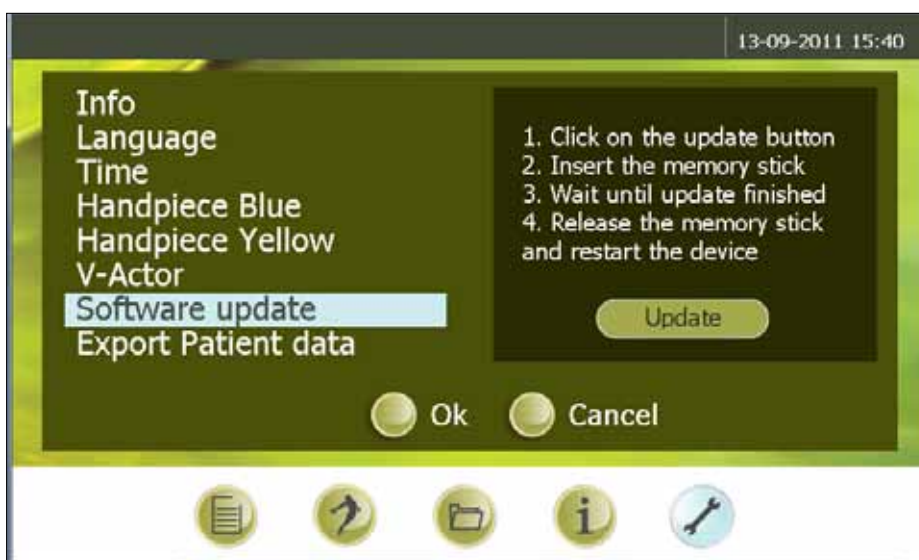 13-09-2011 15:40
Info
Language
Time
Handpiece Blue
Handpiece Yellow
V-Actor
Software update
Export Patient data
1. Click on the update button
2. Insert the memory stick
3. Wait until update finished
4. Release the memory stick
and restart the device
Update
Ok
Cancel